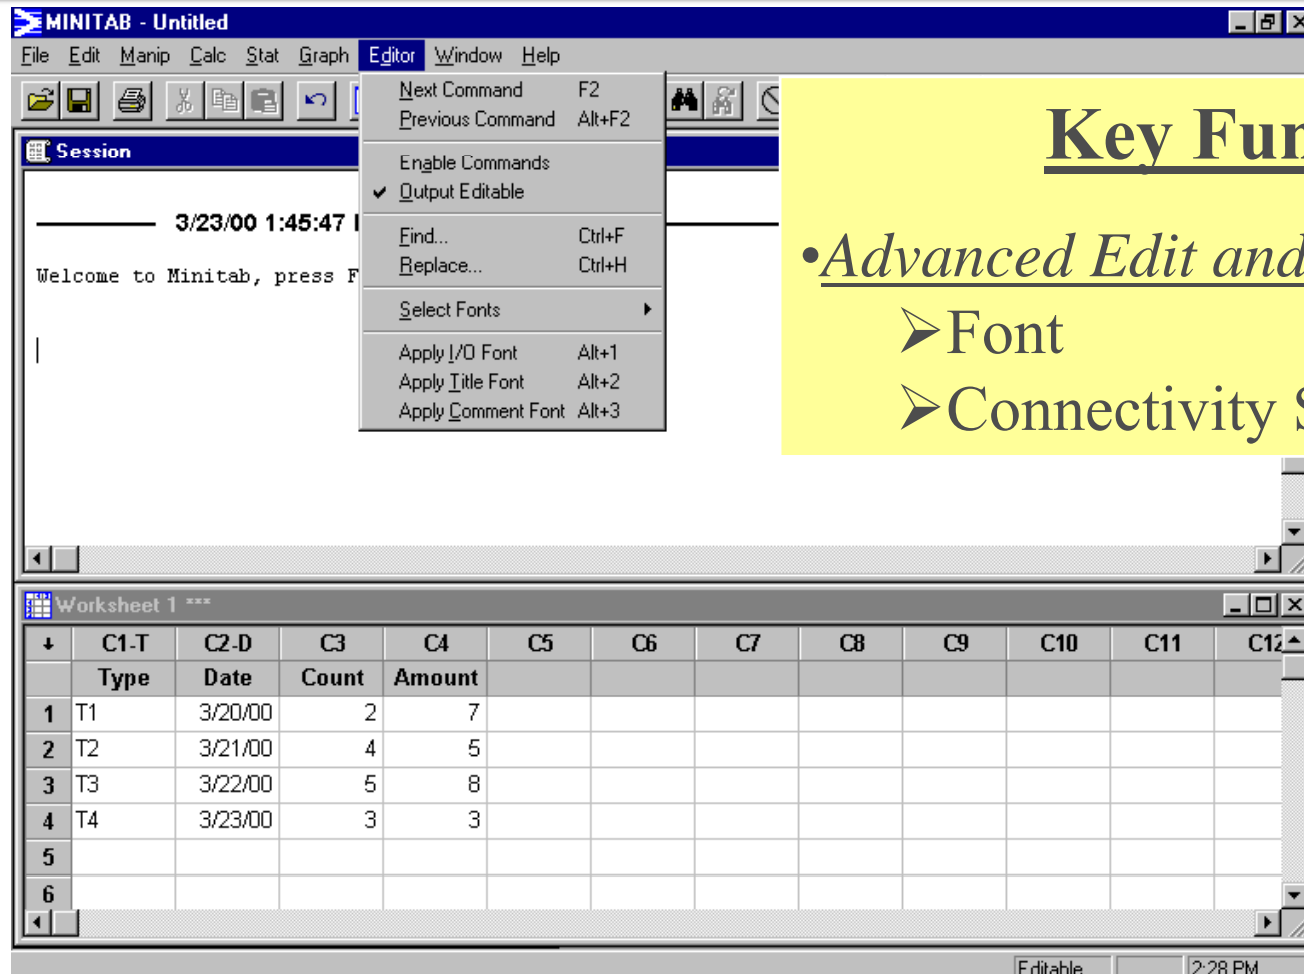 MINITAB - Untitled
File Edit Manip Calc Stat Graph Editor Window Help
Next Command F2
Previous Command Alt+F2
Enable Commands
Output Editable
Find... Ctrl+F
Replace... Ctrl+H
Select Fonts
Apply I/O Font Alt+1
Apply Title Font Alt+2
Apply Comment Font Alt+3
Session
3/23/00 1:45:47
Welcome to Minitab, press F
Key Fun
•Advanced Edit and
➢Font
➢Connectivity S
Worksheet 1 ***
C1-T C2-D C3 C4 C5 C6 C7 C8 C9 C10 C11 C12
Type Date Count Amount
1 T1 3/20/00 2 7
2 T2 3/21/00 4 5
3 T3 3/22/00 5 8
4 T4 3/23/00 3 3
5
6
Editable 2:28 PM